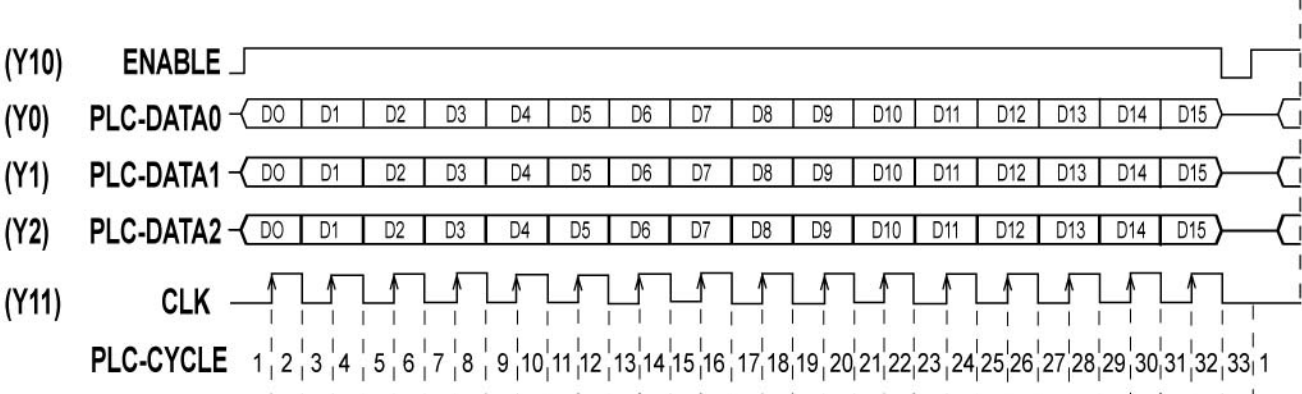 (Y10) ENABLE
(Y0) PLC-DATA0 DO D1 D2 D3 D4 D5 D6 D7 D8 D9 D10 D11 D12 D13 D14 D15
(Y1) PLC-DATA1 DO D1 D2 D3 D4 D5 D6 D7 D8 D9 D10 D11 D12 D13 D14 D15
(Y2) PLC-DATA2 DO D1 D2 D3 D4 D5 D6 D7 D8 D9 D10 D11 D12 D13 D14 D15
(Y11) CLK
PLC-CYCLE 1 2 3 4 5 6 7 8 9 10 11 12 13 14 15 16 17 18 19 20 21 22 23 24 25 26 27 28 29 30 31 32 33 1